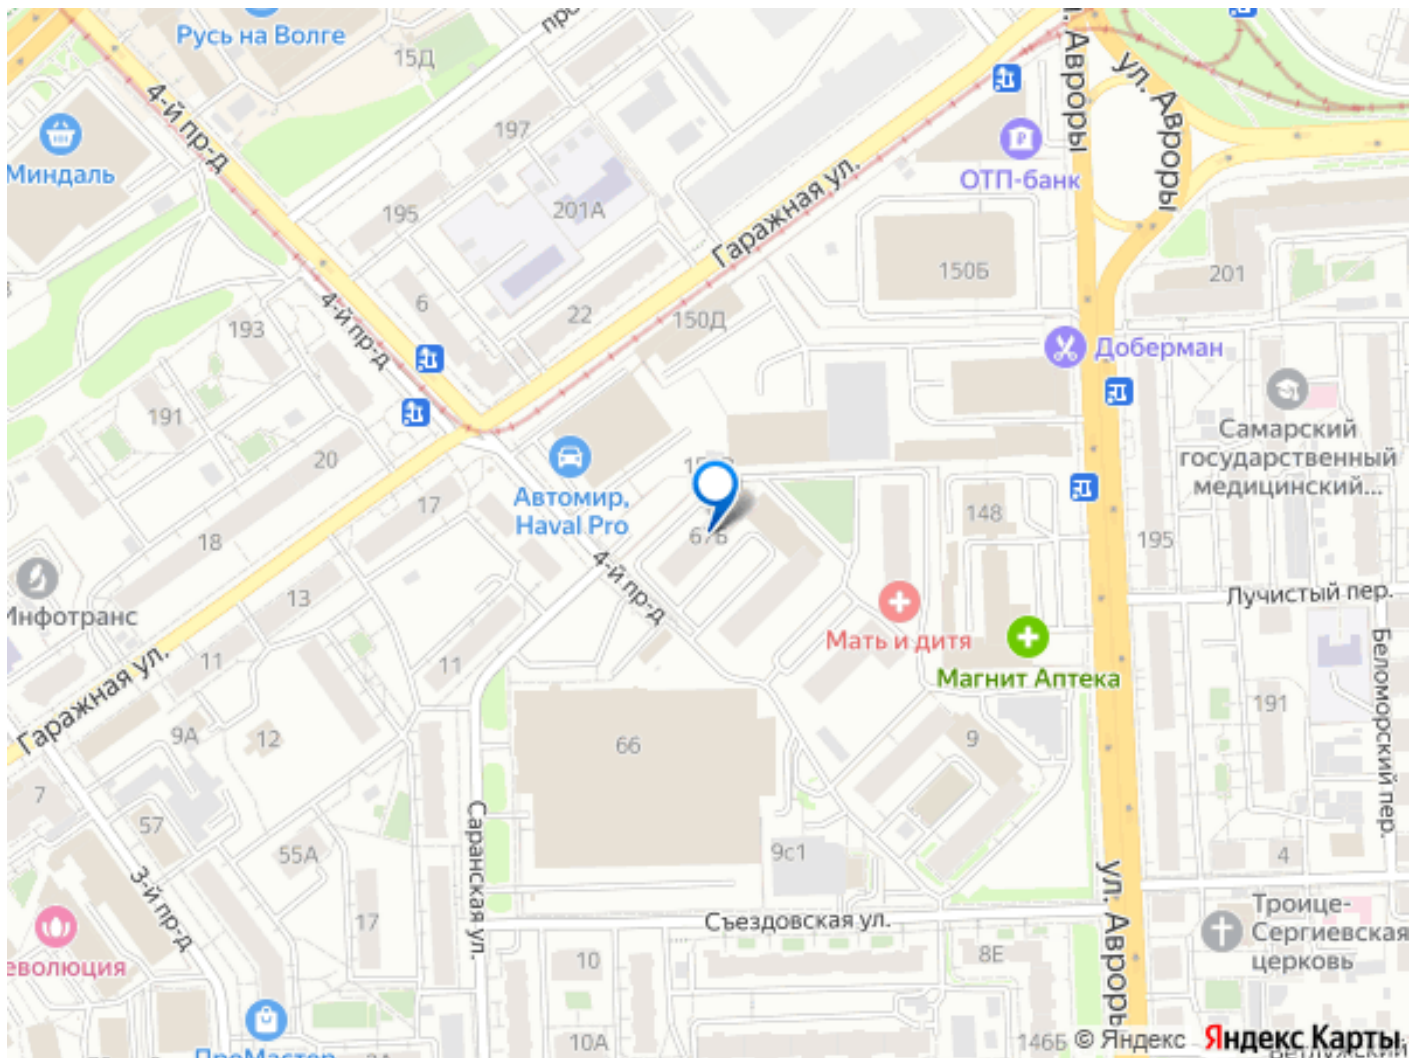 Русь на Волге
15Д
4-й пр-д
197
ул. Авроры
Авроры
Миндаль
ОТП-банк
201А
195
Гаражная ул.
150Б
201
4-й пр-д
6
22
150Д
193
Доберман
191
20
Самарский
государственный
медицинский...
Автомир,
Haval Pro
17
67Б
148
195
18
4-й пр-д
13
Лучистый пер.
Мать и дитя
Магнит Аптека
11
11
Гаражная ул.
Беломорский пер.
191
9А
12
66
9
7
57
55А
Саранская ул.
9с1
4
3-й пр-д
17
Съездовская ул.
ул. Авроры
Троице-
Сергиевская
церковь
10
8Е
10А
146Б
© Яндекс
Яндекс Карты